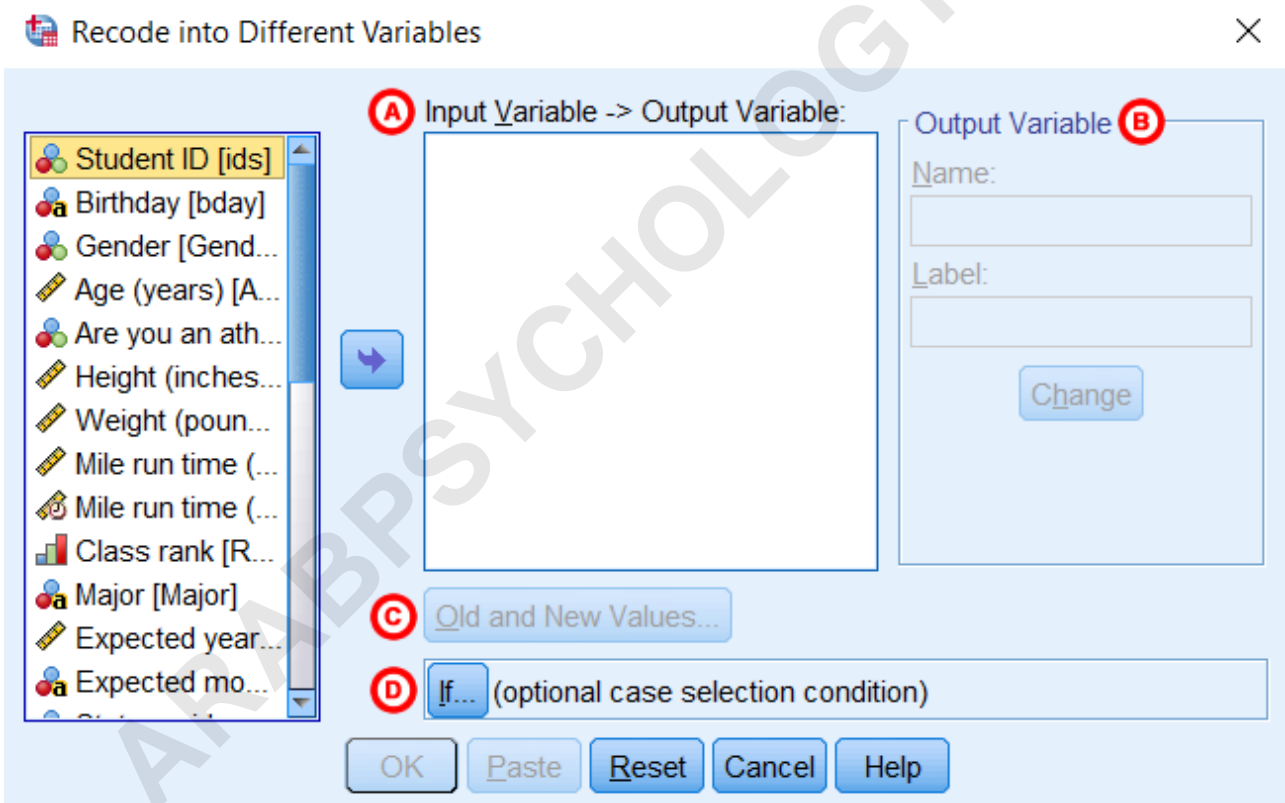 Recode into Different Variables
A Input Variable -> Output Variable:
Output Variable B
Student ID [ids]
Birthday [bday]
Gender [Gend...
Age (years) [A...
Are you an ath...
Height (inches...
Weight (poun...
Mile run time (...
Mile run time (...
Class rank [R...
Major [Major]
Expected year...
Expected mo...
Name:
Label:
Change
C Old and New Values...
D If... (optional case selection condition)
OK Paste Reset Cancel Help
ARABPSYCHOLOG